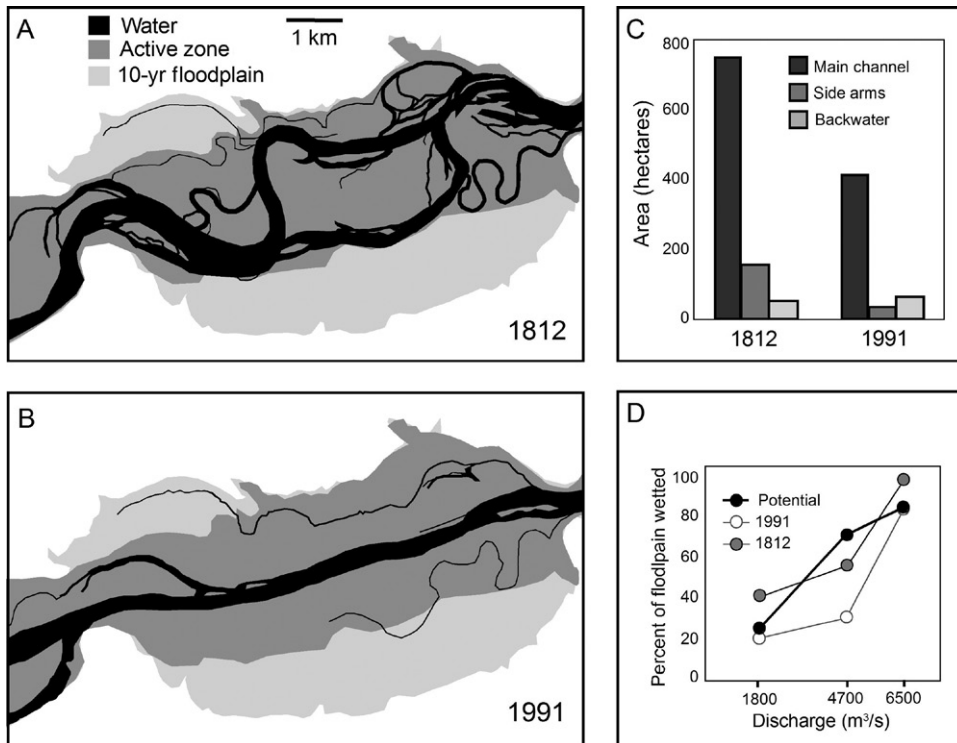 A
Water
Active zone
10-yr floodplain
1 km
1812
B
1991
C
Area (hectares)
800
600
400
200
0
Main channel
Side arms
Backwater
1812
1991
D
Percent of flodlpain wetted
100
80
60
40
20
0
Potential
1991
1812
1800
4700
6500
Discharge (m³/s)